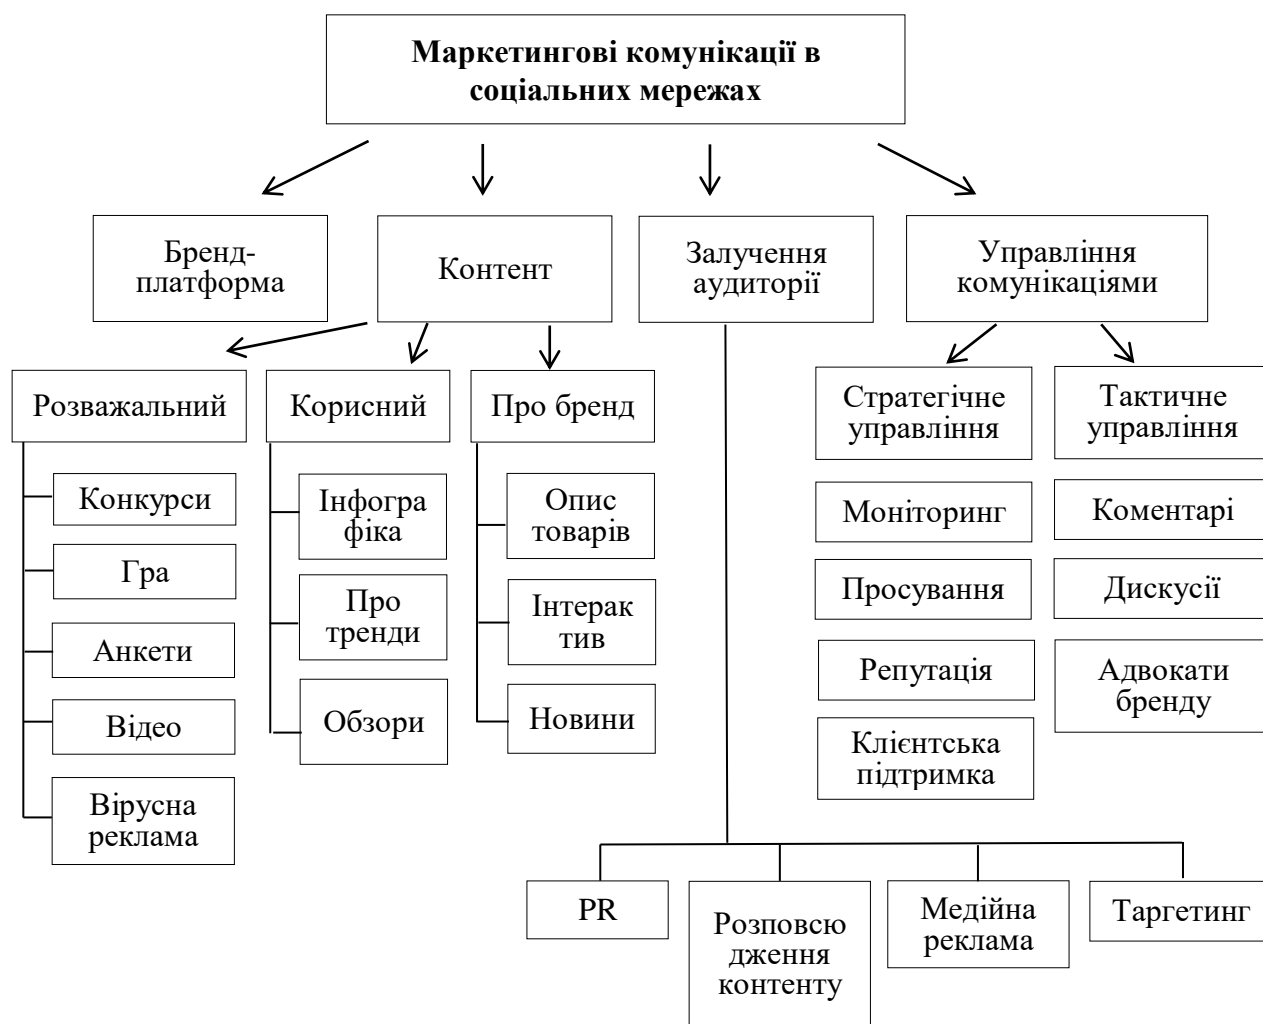 Маркетингові комунікації в
соціальних мережах
Бренд-
платформа
Контент
Залучення
аудиторії
Управління
комунікаціями
Розважальний
Корисний
Про бренд
Стратегічне
управління
Тактичне
управління
Конкурси
Гра
Анкети
Відео
Вірусна
реклама
Інфогра
фіка
Про
тренди
Обзори
Опис
товарів
Інтерак
тив
Новини
Моніторинг
Просування
Репутація
Клієнтська
підтримка
Коментарі
Дискусії
Адвокати
бренду
PR
Розповсю
дження
контенту
Медійна
реклама
Таргетинг